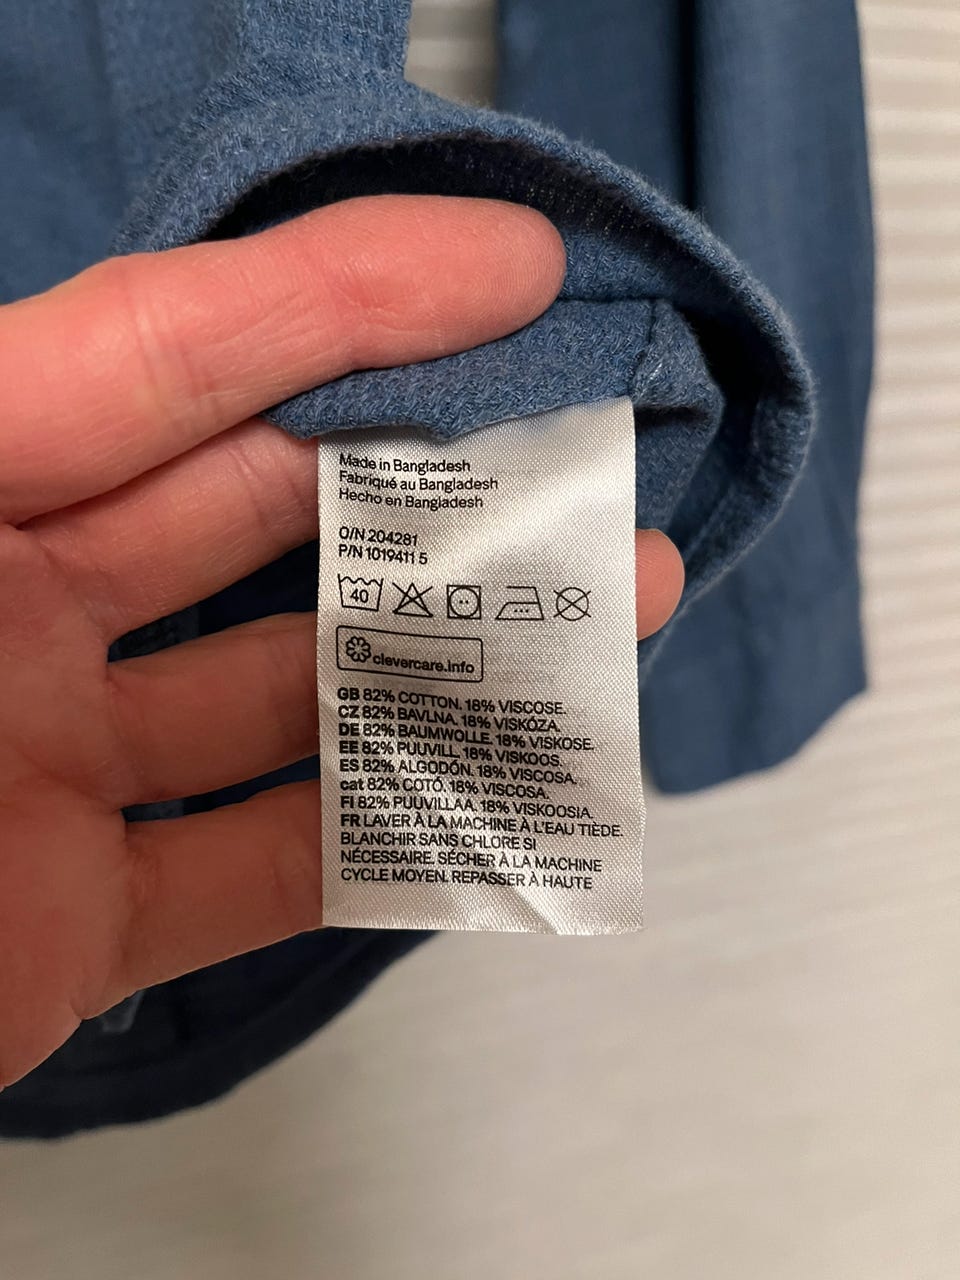 Made in Bangladesh
Fabriqué au Bangladesh
Hecho en Bangladesh
O/N 204281
P/N 1019411 5
40
clevercare.info
GB 82% COTTON. 18% VISCOSE.
CZ 82% BAVLNA. 18% VISKÓZA.
DE 82% BAUMWOLLE. 18% VISKOSE.
EE 82% PUUVILL. 18% VISKOOS.
ES 82% ALGODÓN. 18% VISCOSA.
cat 82% COTÓ. 18% VISCOSA.
FI 82% PUUVILLAA. 18% VISKOOSIA.
FR LAVER À LA MACHINE À L'EAU TIÈDE.
BLANCHIR SANS CHLORE SI
NÉCESSAIRE. SÉCHER À LA MACHINE
CYCLE MOYEN. REPASSER À HAUTE